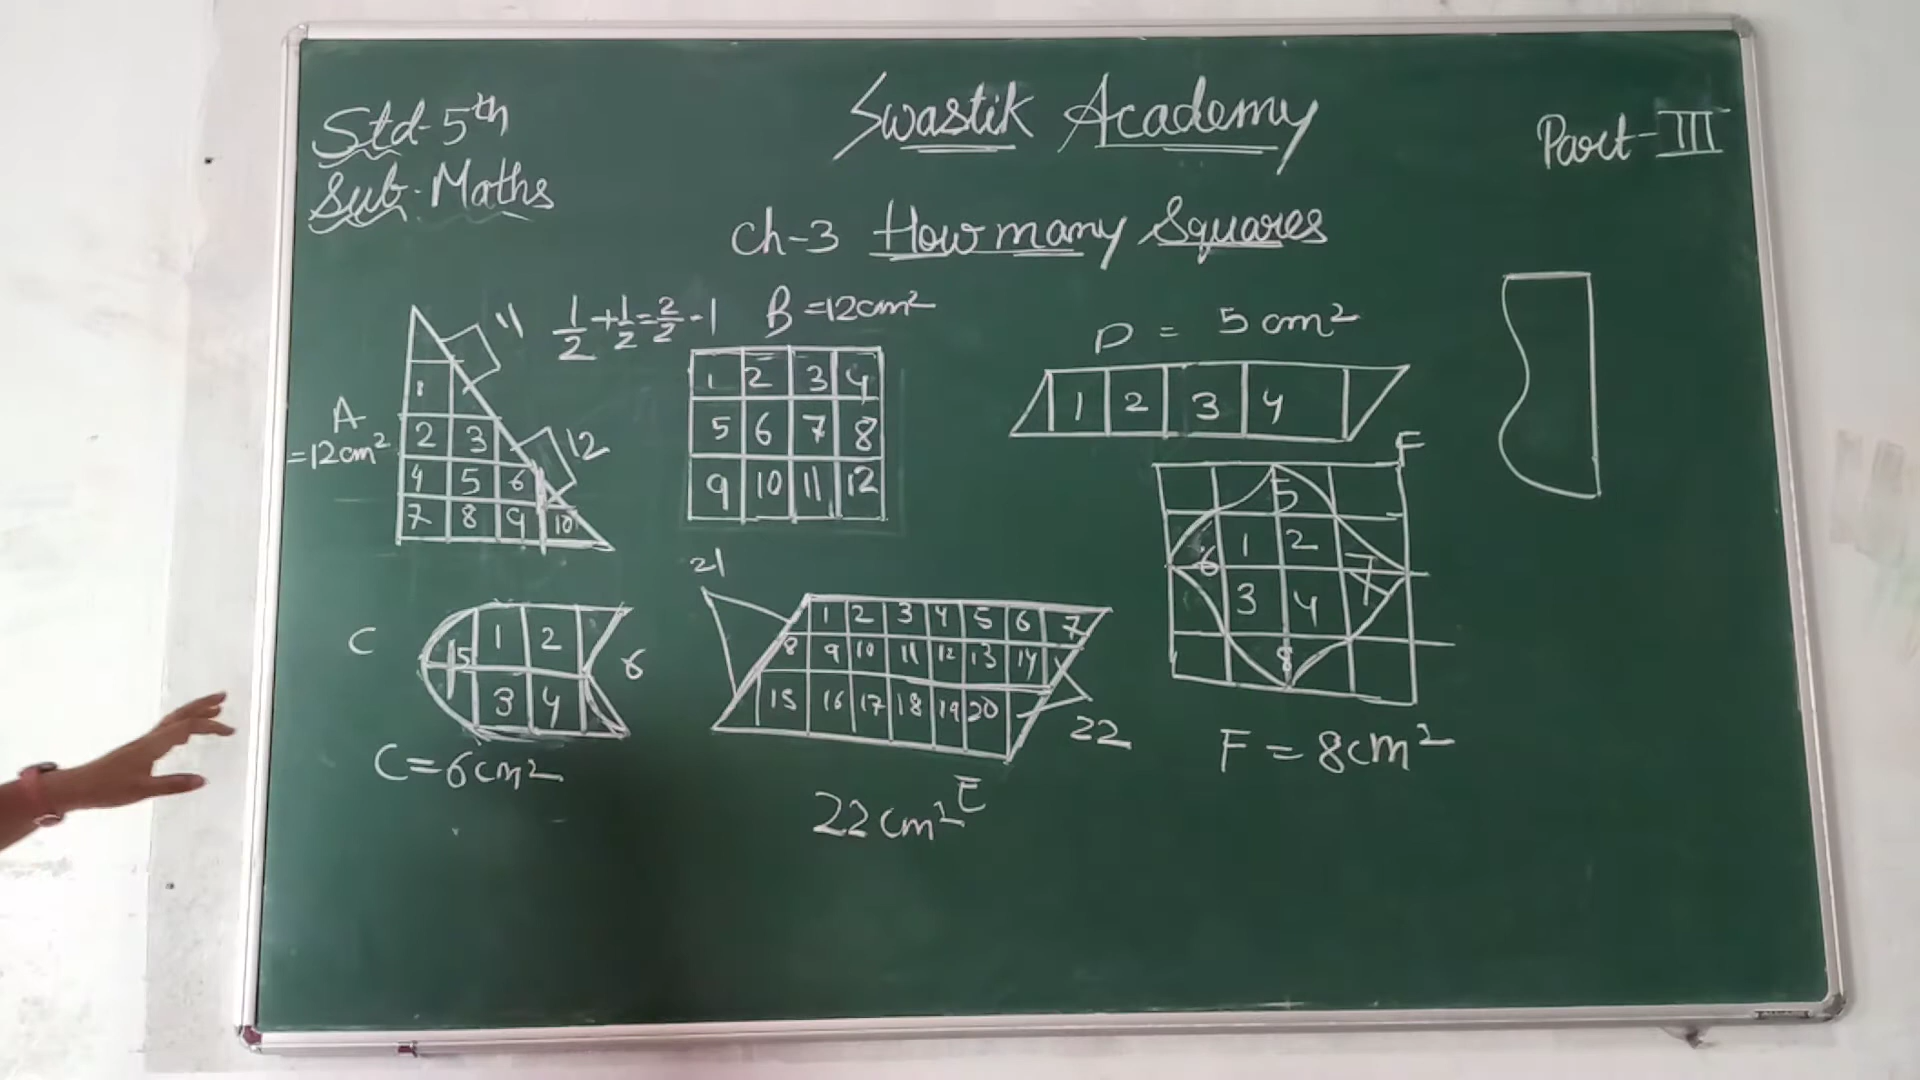 Std-5th
Sub-Maths
Swastik Academy
Part-III
Ch-3 How many Squares
A
=12cm²
1
2 3
4 5 6
7 8 9 10
11
12
1/2+1/2=2/2-1
B =12cm²
1 2 3 4
5 6 7 8
9 10 11 12
D = 5 cm²
1 2 3 4
F
5
6 1 2 7
3 4
8
F = 8cm²
C
1 2
5
3 4
6
C=6cm²
21
1 2 3 4 5 6 7
8 9 10 11 12 13 14
15 16 17 18 19 20
22
E
22cm²